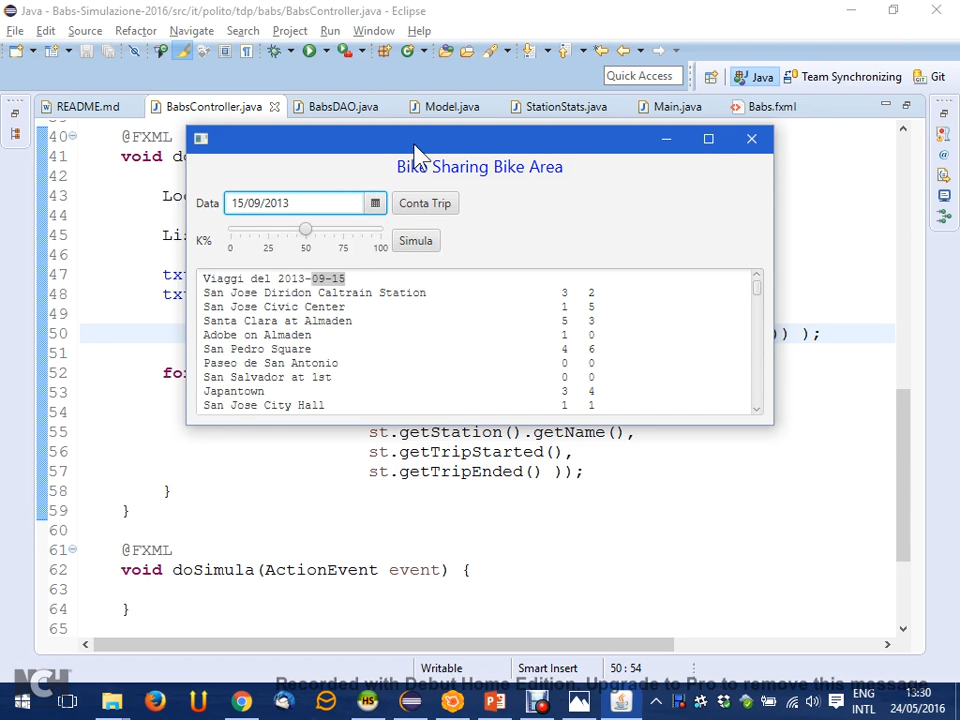 Java - Babs-Simulazione-2016/src/it/polito/tdp/babs/BabsController.java - Eclipse
File Edit Source Refactor Navigate Search Project Run Window Help
Quick Access
Java
Team Synchronizing
Git
README.md
BabsController.java
BabsDAO.java
Model.java
StationStats.java
Main.java
Babs.fxml
40 @FXML
41 void do
42
43 Loc
44
45 Lis
46
47 txt
48 txt
49
50 )) );
51
52 for
53
54
55 st.getStation().getName(),
56 st.getTripStarted(),
57 st.getTripEnded() ));
58 }
59 }
60
61 @FXML
62 void doSimula(ActionEvent event) {
63
64 }
65
Bike Sharing Bike Area
Data 15/09/2013 Conta Trip
K% Simula
0 25 50 75 100
Viaggi del 2013-09-15
San Jose Diridon Caltrain Station 3 2
San Jose Civic Center 1 5
Santa Clara at Almaden 5 3
Adobe on Almaden 1 0
San Pedro Square 4 6
Paseo de San Antonio 0 0
San Salvador at 1st 0 0
Japantown 3 4
San Jose City Hall 1 1
Writable Smart Insert 50 : 54
NCH
Recorded with Debut Home Edition. Upgrade to Pro to remove this message
ENG
INTL
13:30
24/05/2016